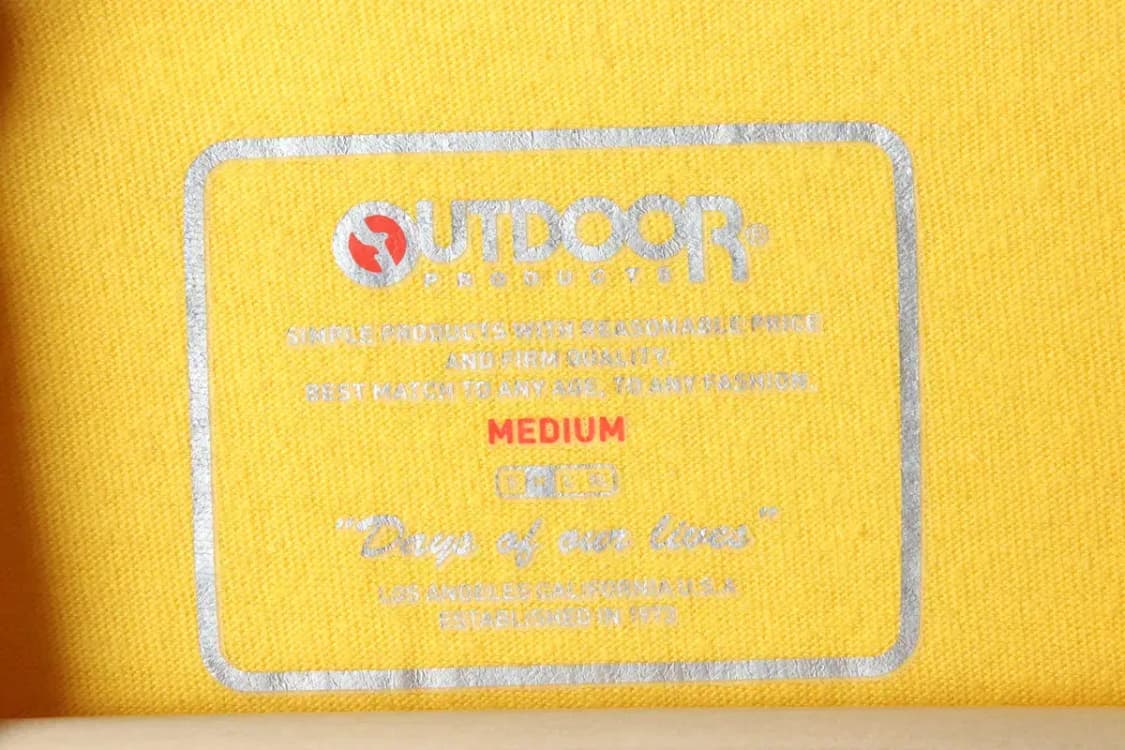 OUTDOOR®
PRODUCTS
SIMPLE PRODUCTS WITH REASONABLE PRICE
AND FIRM QUALITY.
BEST MATCH TO ANY AGE, TO ANY FASHION.
MEDIUM
S M L XL
"Days of our lives"
LOS ANGELES CALIFORNIA U.S.A
ESTABLISHED IN 1973